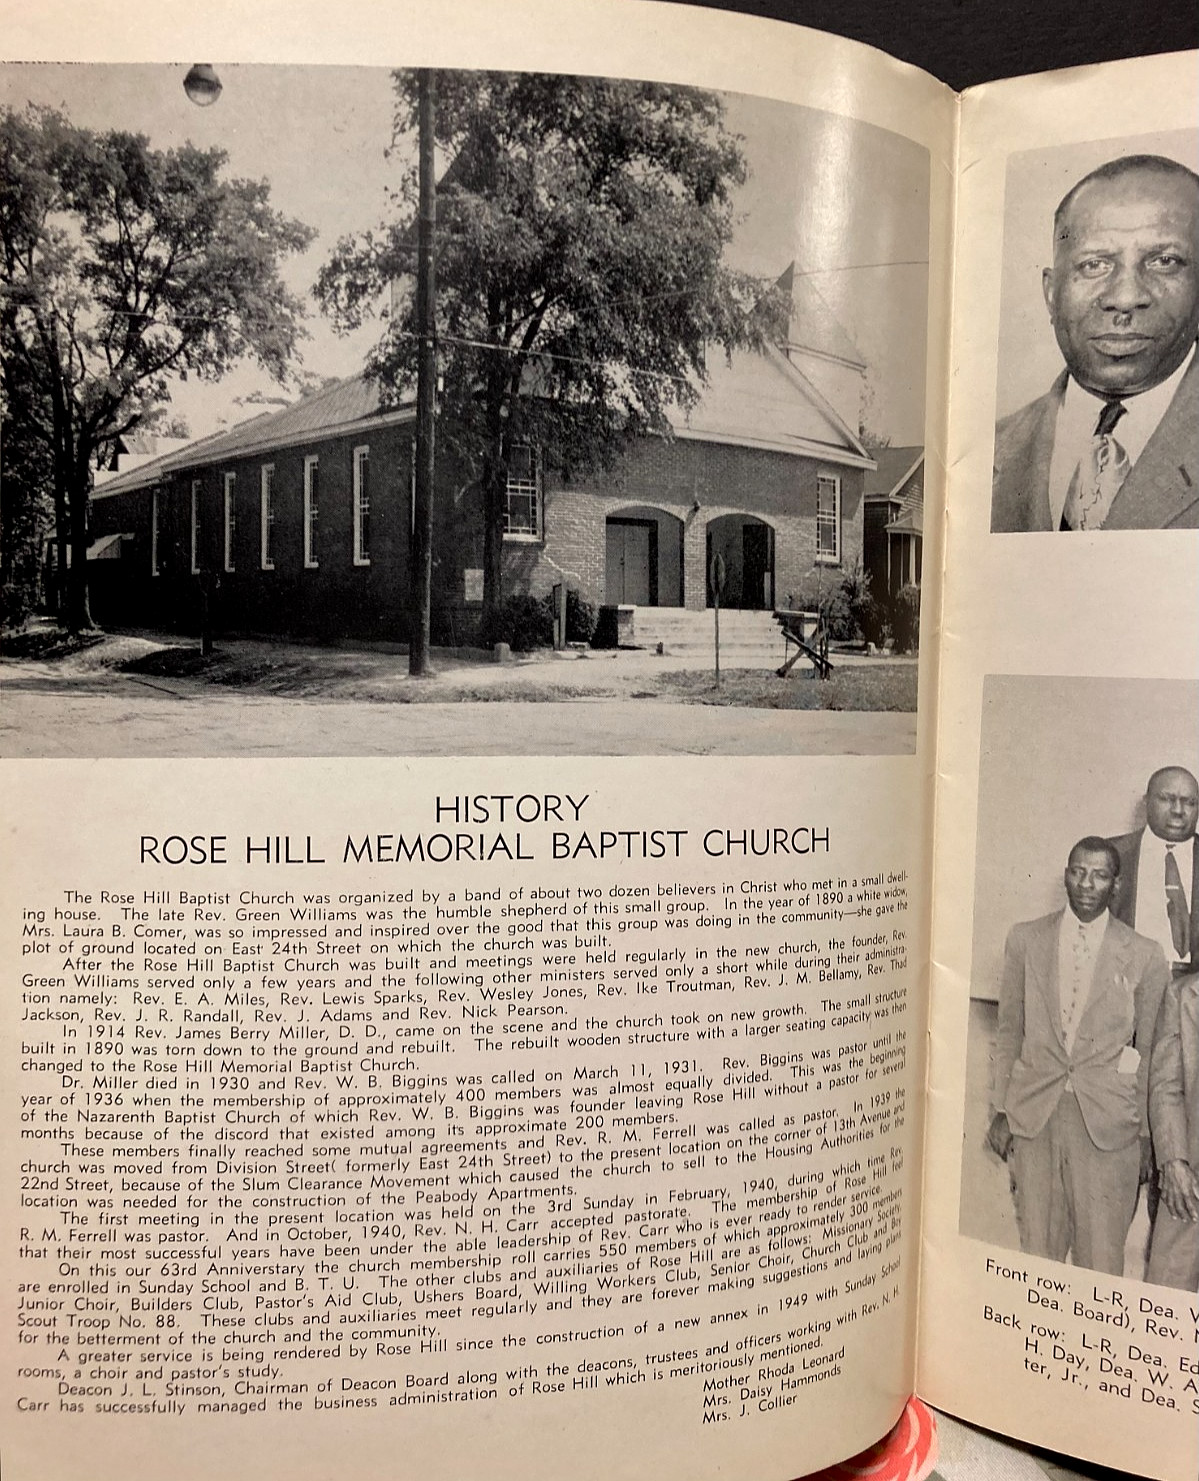 HISTORY
ROSE HILL MEMORIAL BAPTIST CHURCH
The Rose Hill Baptist Church was organized by a band of about two dozen believers in Christ who met in a small dwell-
ing house. The late Rev. Green Williams was the humble shepherd of this small group. In the year of 1890 a white widow,
Mrs. Laura B. Comer, was so impressed and inspired over the good that this group was doing in the community—she gave the
plot of ground located on East 24th Street on which the church was built.
After the Rose Hill Baptist Church was built and meetings were held regularly in the new church, the founder, Rev.
Green Williams served only a few years and the following other ministers served only a short while during their administra-
tion namely: Rev. E. A. Miles, Rev. Lewis Sparks, Rev. Wesley Jones, Rev. Ike Troutman, Rev. J. M. Bellamy, Rev. Thad
Jackson, Rev. J. R. Randall, Rev. J. Adams and Rev. Nick Pearson.
In 1914 Rev. James Berry Miller, D. D., came on the scene and the church took on new growth. The small structure
built in 1890 was torn down to the ground and rebuilt. The rebuilt wooden structure with a larger seating capacity was then
changed to the Rose Hill Memorial Baptist Church.
Dr. Miller died in 1930 and Rev. W. B. Biggins was called on March 11, 1931. Rev. Biggins was pastor until the
year of 1936 when the membership of approximately 400 members was almost equally divided. This was the beginning
of the Nazarenth Baptist Church of which Rev. W. B. Biggins was founder leaving Rose Hill without a pastor for several
months because of the discord that existed among its approximate 200 members.
These members finally reached some mutual agreements and Rev. R. M. Ferrell was called as pastor. In 1939 the
church was moved from Division Street( formerly East 24th Street) to the present location on the corner of 13th Avenue and
22nd Street, because of the Slum Clearance Movement which caused the church to sell to the Housing Authorities for the
location was needed for the construction of the Peabody Apartments.
The first meeting in the present location was held on the 3rd Sunday in February, 1940, during which time Rev.
R. M. Ferrell was pastor. And in October, 1940, Rev. N. H. Carr accepted pastorate. The membership of Rose Hill feel
that their most successful years have been under the able leadership of Rev. Carr who is ever ready to render service.
On this our 63rd Anniverstary the church membership roll carries 550 members of which approximately 300 members
are enrolled in Sunday School and B. T. U. The other clubs and auxiliaries of Rose Hill are as follows: Missionary Society,
Junior Choir, Builders Club, Pastor's Aid Club, Ushers Board, Willing Workers Club, Senior Choir, Church Club and Boy
Scout Troop No. 88. These clubs and auxiliaries meet regularly and they are forever making suggestions and laying plans
for the betterment of the church and the community.
A greater service is being rendered by Rose Hill since the construction of a new annex in 1949 with Sunday School
rooms, a choir and pastor's study.
Deacon J. L. Stinson, Chairman of Deacon Board along with the deacons, trustees and officers working with Rev. N. H.
Carr has successfully managed the business administration of Rose Hill which is meritoriously mentioned.
Mother Rhoda Leonard
Mrs. Daisy Hammonds
Mrs. J. Collier
Front row: L-R, Dea.
Dea. Board), Rev.
Back row: L-R, Dea. Ed
H. Day, Dea. W. A
ter, Jr., and Dea. S